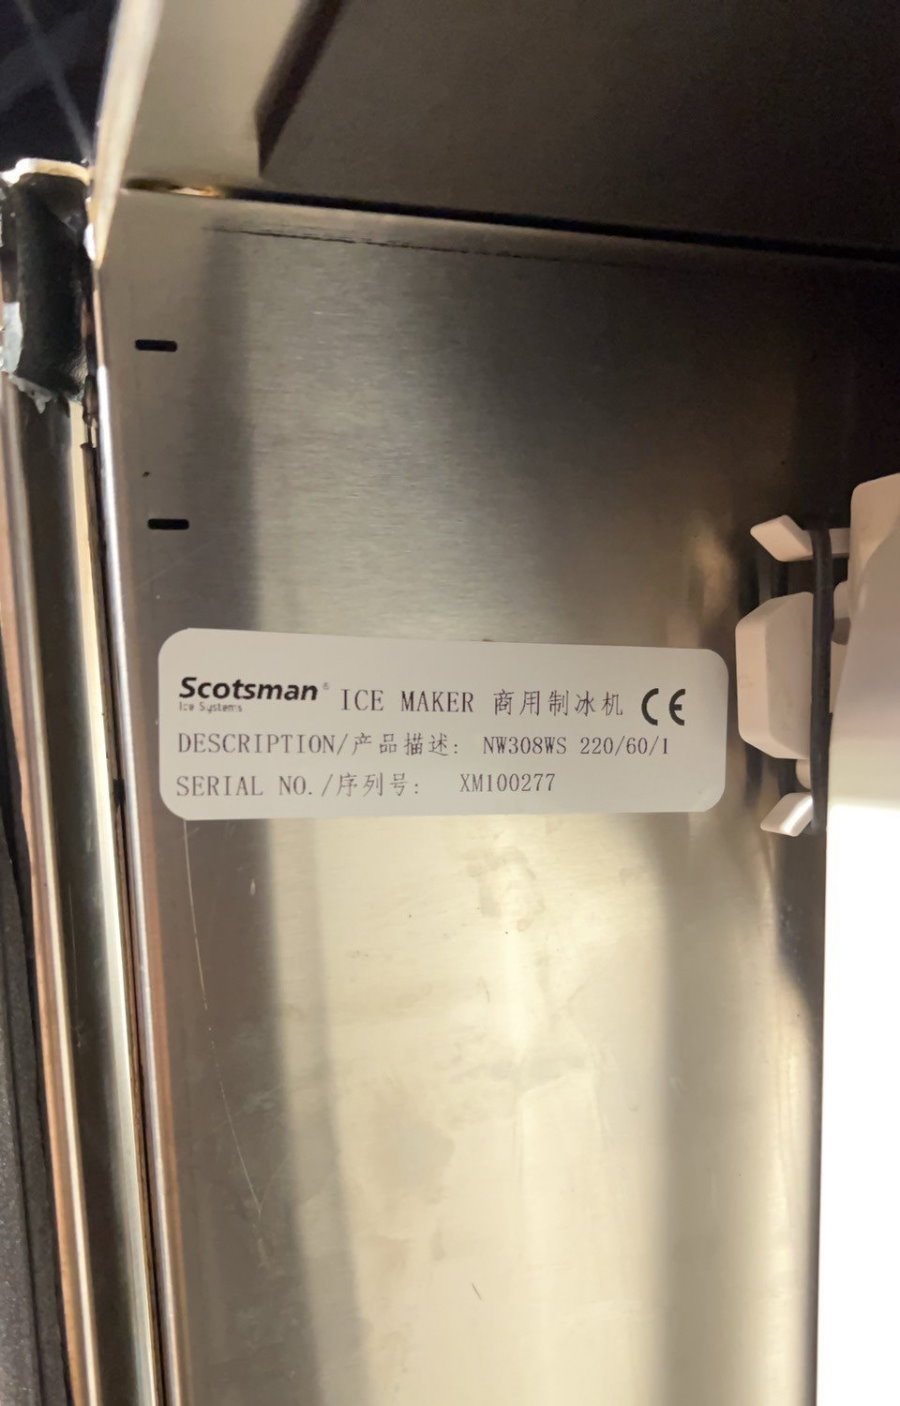 Scotsman® ICE MAKER 商用制冰机 CE
Ice Systems
DESCRIPTION/产品描述: NW308WS 220/60/1
SERIAL NO./序列号: XM100277